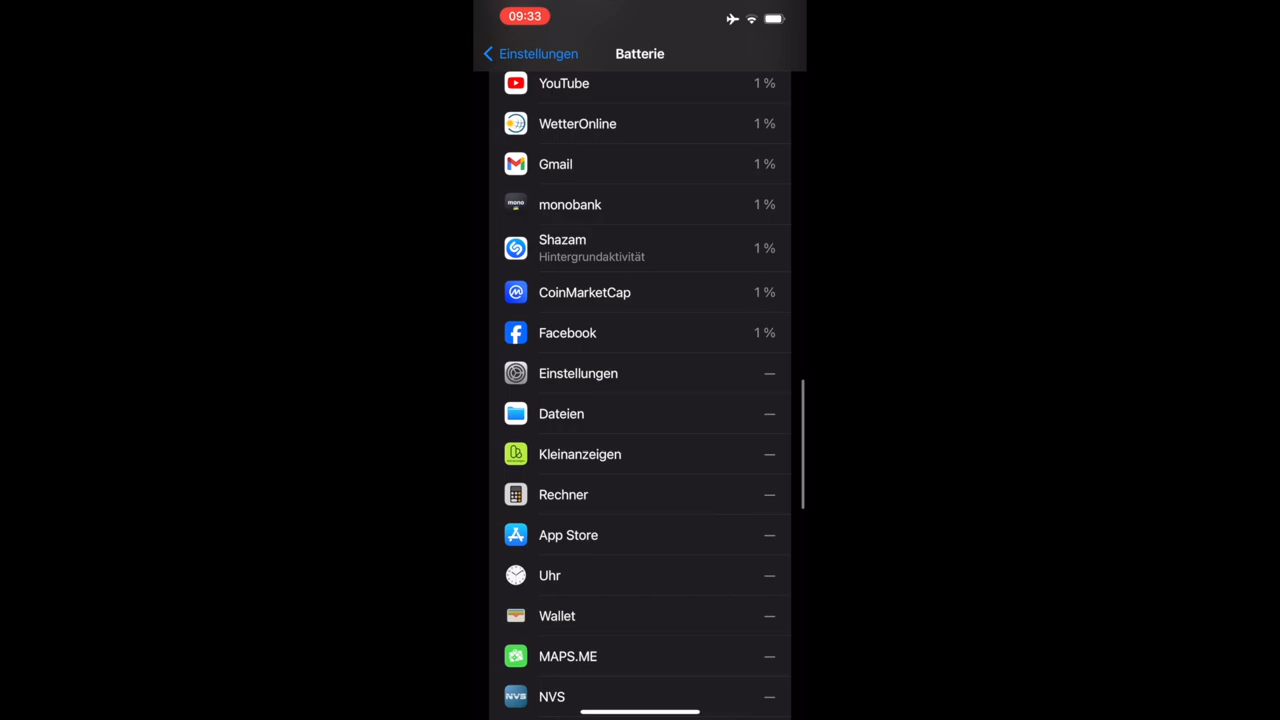 09:33
Einstellungen
Batterie
YouTube 1 %
WetterOnline 1 %
Gmail 1 %
mono
monobank 1 %
Shazam
Hintergrundaktivität
1 %
CoinMarketCap 1 %
Facebook 1 %
Einstellungen —
Dateien —
Kleinanzeigen —
Rechner —
App Store —
Uhr —
Wallet —
MAPS.ME —
NVS
NVS —